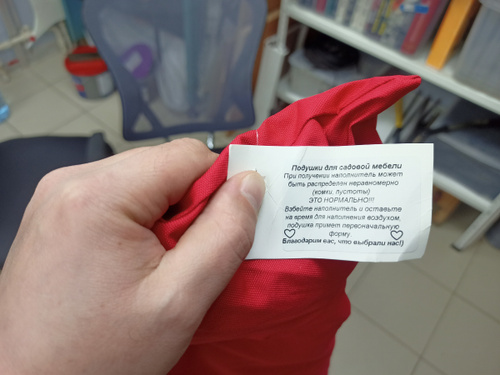 Подушки для садовой мебели
При получении наполнитель может
быть распределен неравномерно
(комки, пустоты)
ЭТО НОРМАЛЬНО!!!
Взбейте наполнитель и оставьте
на время для наполнения воздухом,
подушка примет первоначальную
форму
Благодарим вас, что выбрали нас!)